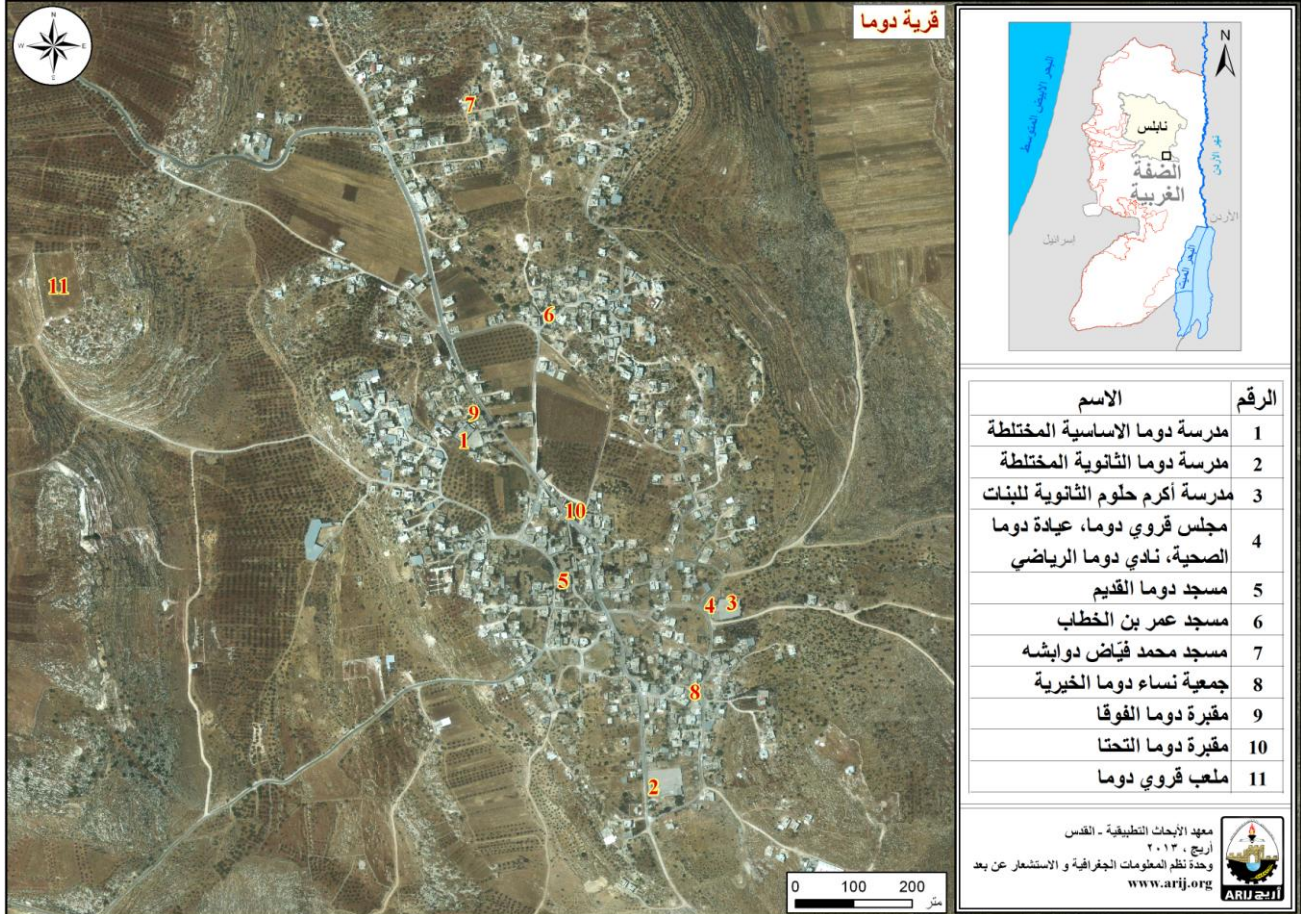 قرية دوما
N
E
S
W
7
11
6
9
1
10
5
4
3
8
2
0 100 200
متر
N
البحر الابيض المتوسط
نابلس
الضفة
الغربية
نهر الأردن
الأردن
إسرائيل
البحر الميت
الرقم الاسم
1 مدرسة دوما الاساسية المختلطة
2 مدرسة دوما الثانوية المختلطة
3 مدرسة أكرم حلّوم الثانوية للبنات
4 مجلس قروي دوما، عيادة دوما
الصحية، نادي دوما الرياضي
5 مسجد دوما القديم
6 مسجد عمر بن الخطاب
7 مسجد محمد فيّاض دوابشه
8 جمعية نساء دوما الخيرية
9 مقبرة دوما الفوقا
10 مقبرة دوما التحتا
11 ملعب قروي دوما
معهد الأبحاث التطبيقية - القدس
أريج ، ٢٠١٣
وحدة نظم المعلومات الجغرافية و الاستشعار عن بعد
www.arij.org
ARIJ أريج